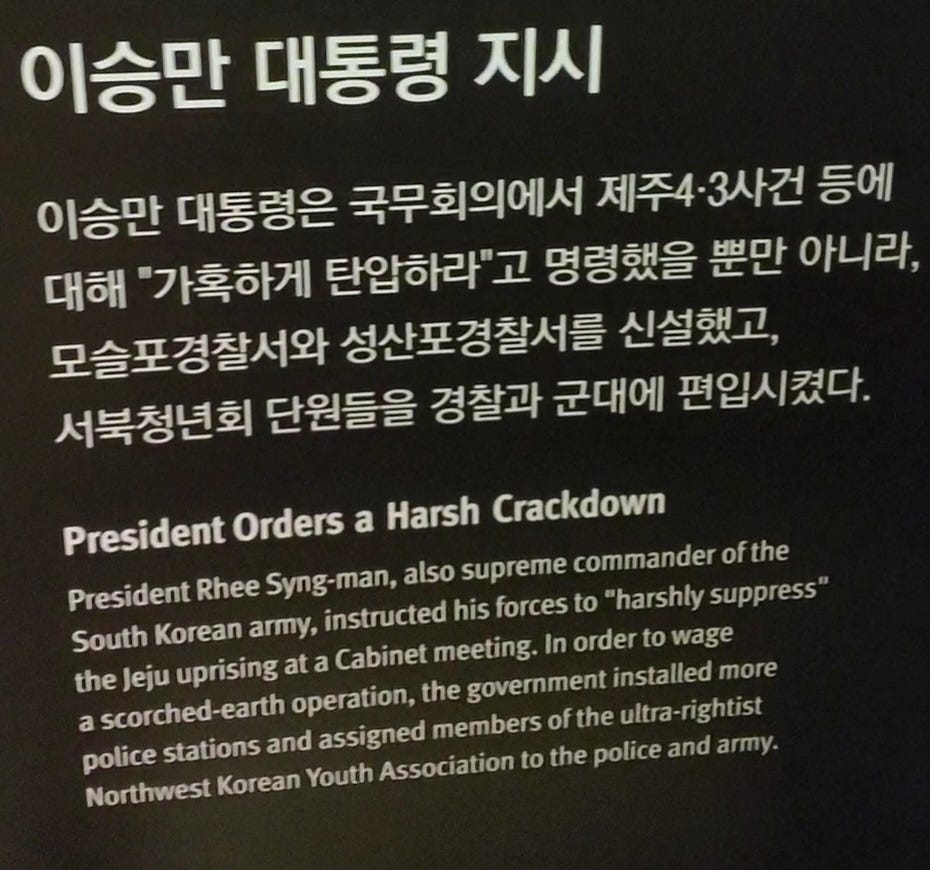 이승만 대통령 지시
이승만 대통령은 국무회의에서 제주4·3사건 등에
대해 "가혹하게 탄압하라"고 명령했을 뿐만 아니라,
모슬포경찰서와 성산포경찰서를 신설했고,
서북청년회 단원들을 경찰과 군대에 편입시켰다.
President Orders a Harsh Crackdown
President Rhee Syng-man, also supreme commander of the
South Korean army, instructed his forces to "harshly suppress"
the Jeju uprising at a Cabinet meeting. In order to wage
a scorched-earth operation, the government installed more
police stations and assigned members of the ultra-rightist
Northwest Korean Youth Association to the police and army.